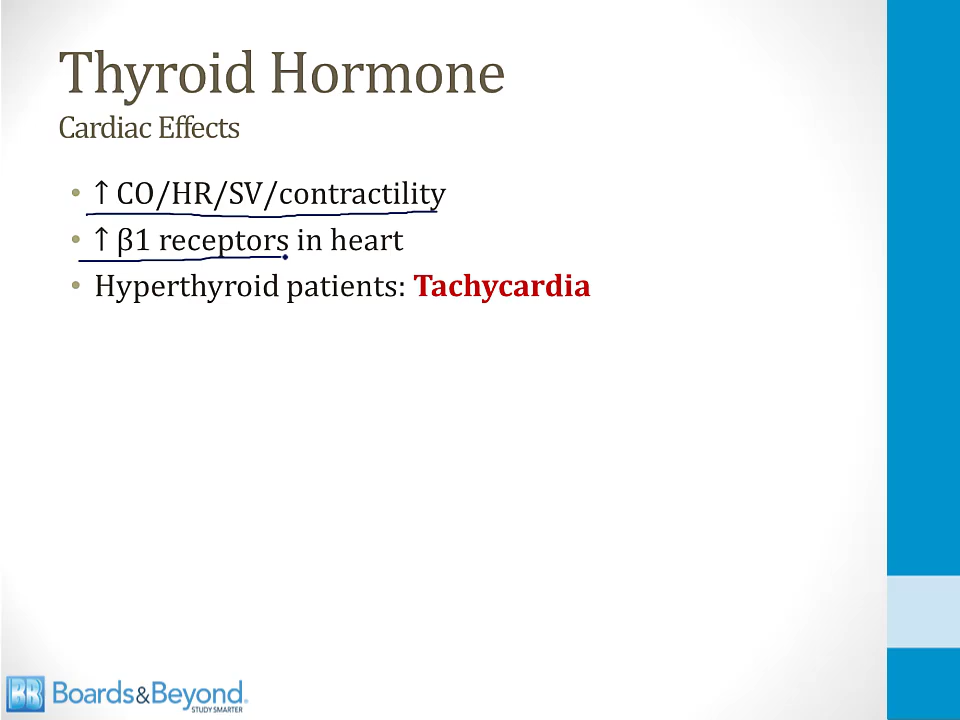 Thyroid Hormone
Cardiac Effects
• ↑ CO/HR/SV/contractility
• ↑ β1 receptors in heart
• Hyperthyroid patients: Tachycardia
BB Boards&Beyond.
STUDY SMARTER